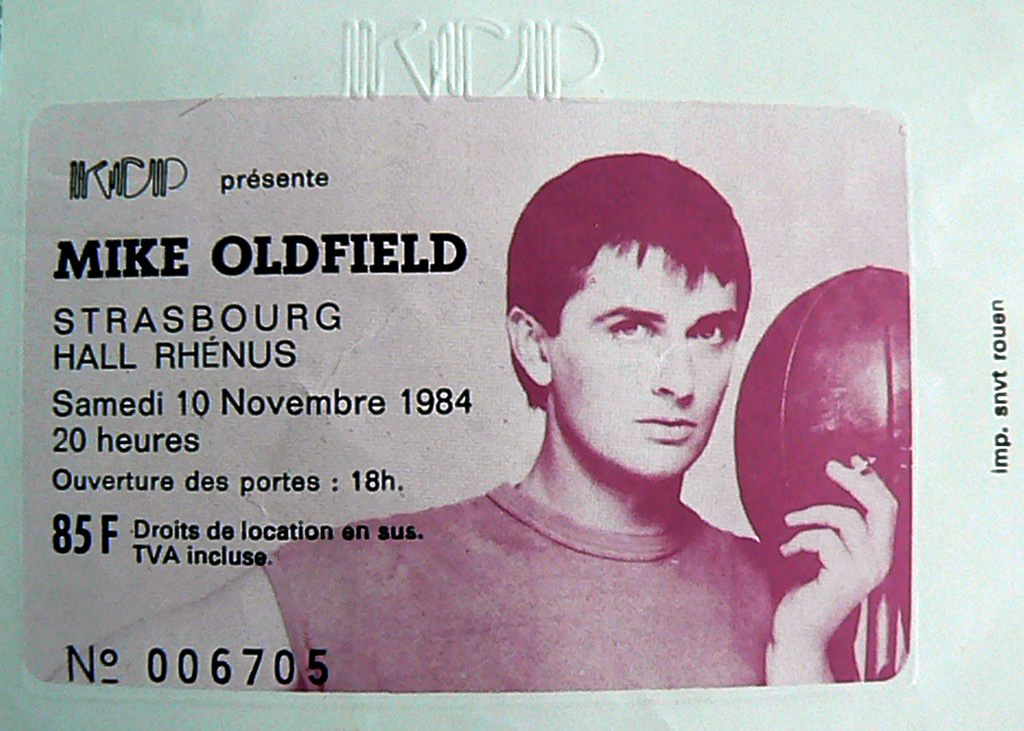 KCP
KCP présente
MIKE OLDFIELD
STRASBOURG
HALL RHÉNUS
Samedi 10 Novembre 1984
20 heures
Ouverture des portes : 18h.
85 F Droits de location en sus.
TVA incluse.
Nº 006705
imp. snvt rouen